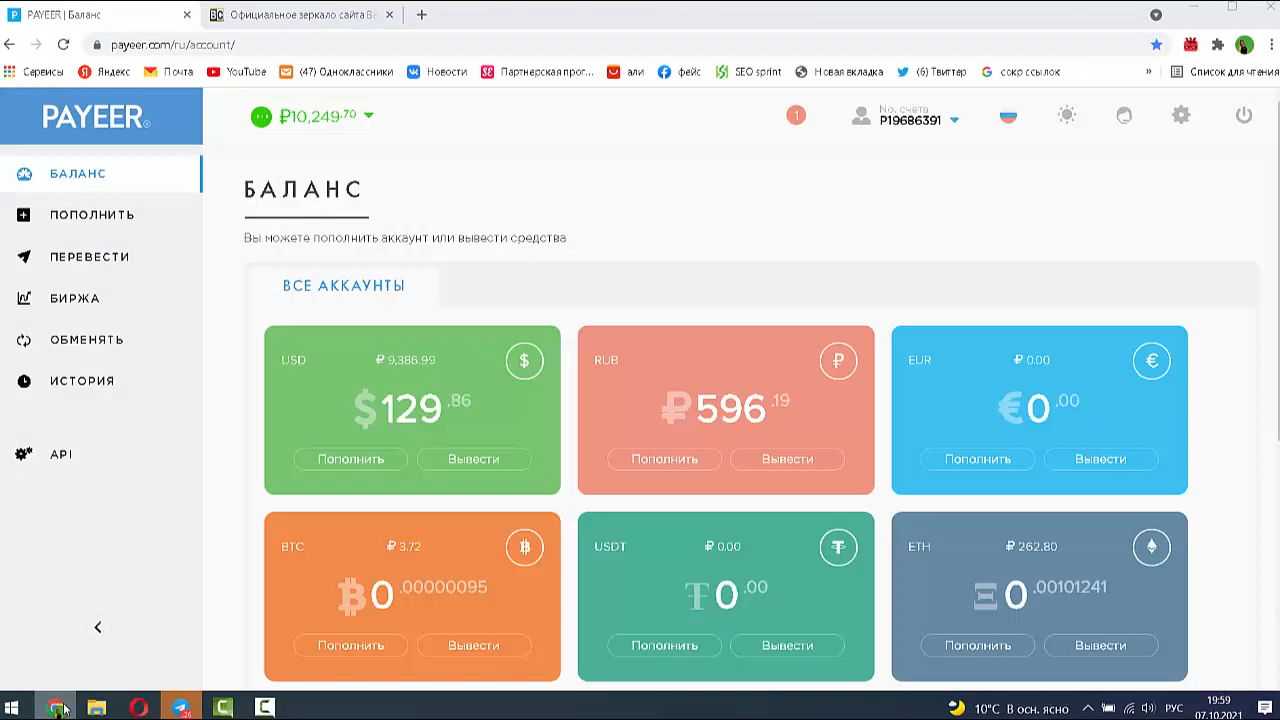 PAYEER | Баланс
Официальное зеркало сайта Be
payeer.com/ru/account/
Сервисы
Яндекс
Почта
YouTube
(47) Одноклассники
Новости
Партнерская прог...
али
фейс
SEO sprint
Новая вкладка
(6) Твиттер
сокр ссылок
»
Список для чтения
PAYEER®
₽10,249.70
1
No. счёта
P19686391
БАЛАНС
ПОПОЛНИТЬ
ПЕРЕВЕСТИ
БИРЖА
ОБМЕНЯТЬ
ИСТОРИЯ
API
БАЛАНС
Вы можете пополнить аккаунт или вывести средства
ВСЕ АККАУНТЫ
USD ₽ 9,386.99 $
$129.86
Пополнить Вывести
RUB ₽
₽596.19
Пополнить Вывести
EUR ₽ 0.00 €
€0.00
Пополнить Вывести
BTC ₽ 3.72
0.00000095
Пополнить Вывести
USDT ₽ 0.00
₮0.00
Пополнить Вывести
ETH ₽ 262.80
Ξ0.00101241
Пополнить Вывести
26
10°C В осн. ясно
РУС
19:59
07.10.2021